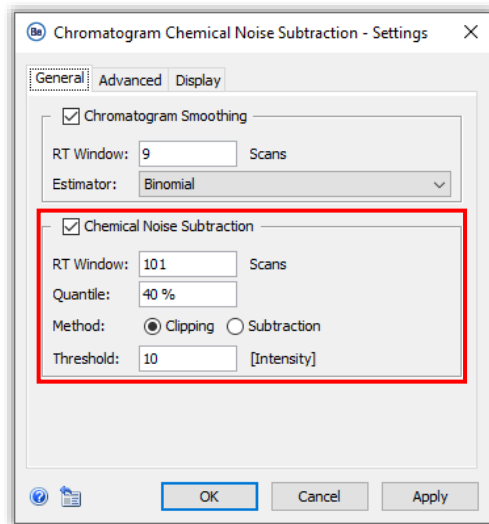 Be Chromatogram Chemical Noise Subtraction - Settings
General Advanced Display
Chromatogram Smoothing
RT Window: 9 Scans
Estimator: Binomial
Chemical Noise Subtraction
RT Window: 101 Scans
Quantile: 40 %
Method: Clipping Subtraction
Threshold: 10 [Intensity]
OK Cancel Apply